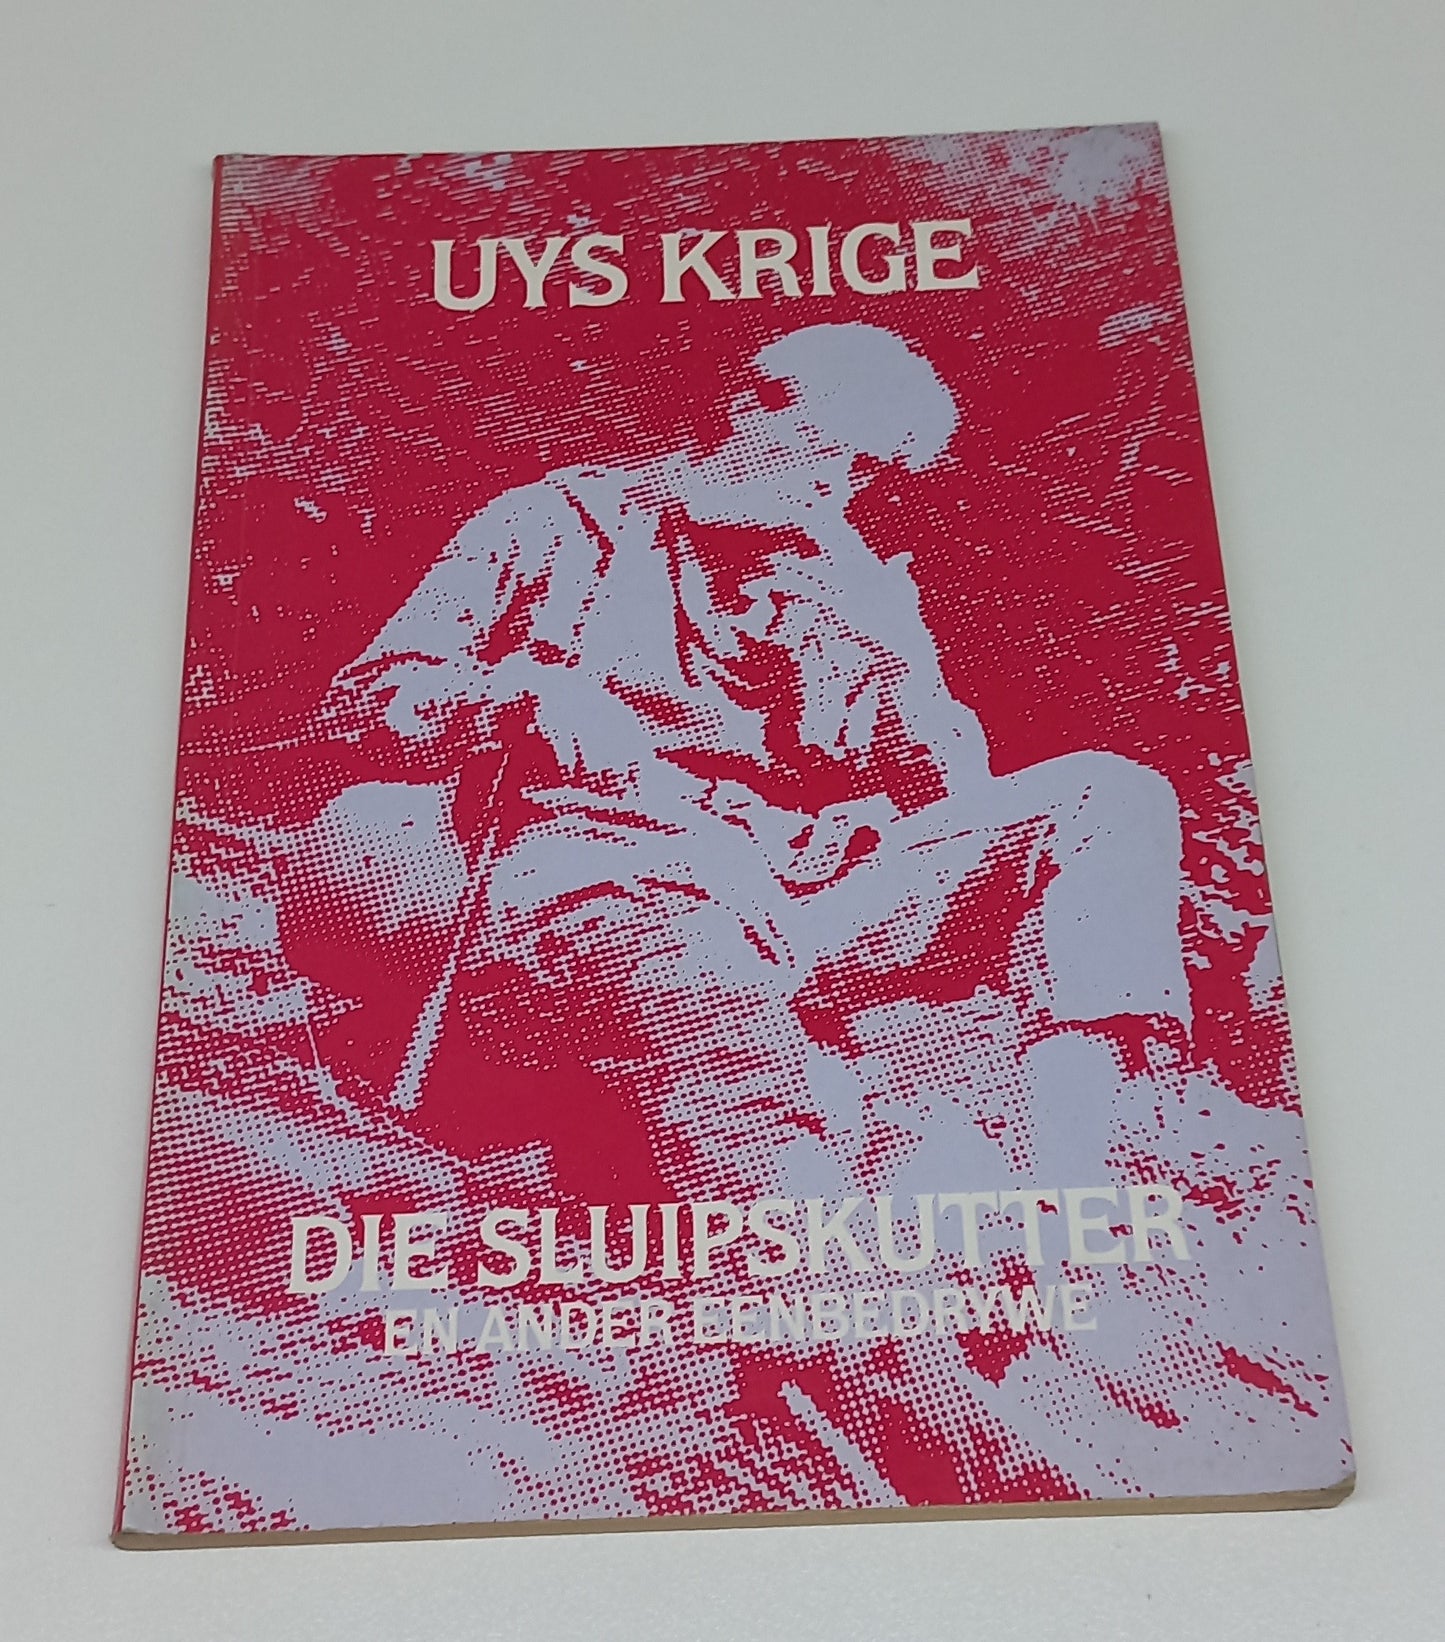 UYS KRIGE
DIE SLUIPSKUTTER
EN ANDER EENBEDRYWE